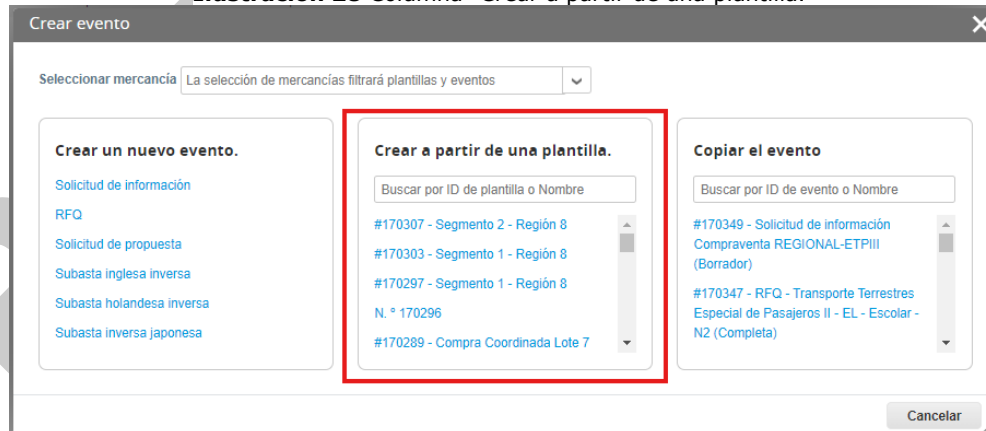 Crear evento
Seleccionar mercancía La selección de mercancías filtrará plantillas y eventos
Crear un nuevo evento.
Solicitud de información
RFQ
Solicitud de propuesta
Subasta inglesa inversa
Subasta holandesa inversa
Subasta inversa japonesa
Crear a partir de una plantilla.
Buscar por ID de plantilla o Nombre
#170307 - Segmento 2 - Región 8
#170303 - Segmento 1 - Región 8
#170297 - Segmento 1 - Región 8
N. º 170296
#170289 - Compra Coordinada Lote 7
Copiar el evento
Buscar por ID de evento o Nombre
#170349 - Solicitud de información
Compraventa REGIONAL-ETPIII
(Borrador)
#170347 - RFQ - Transporte Terrestres
Especial de Pasajeros II - EL - Escolar -
N2 (Completa)
Cancelar